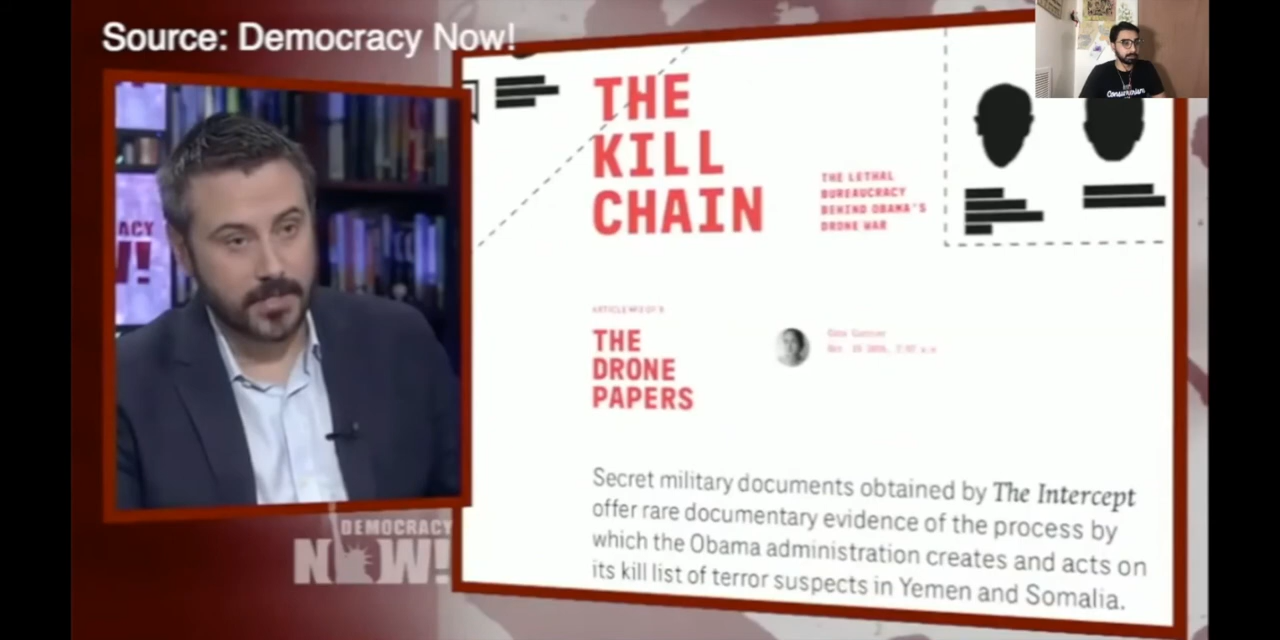 Source: Democracy Now!
ACY
W!
THE
KILL
CHAIN
THE LETHAL
BUREAUCRACY
BEHIND OBAMA'S
DRONE WAR
THE
DRONE
PAPERS
Secret military documents obtained by The Intercept
offer rare documentary evidence of the process by
which the Obama administration creates and acts on
its kill list of terror suspects in Yemen and Somalia.
DEMOCRACY
NOW!
Consumerism